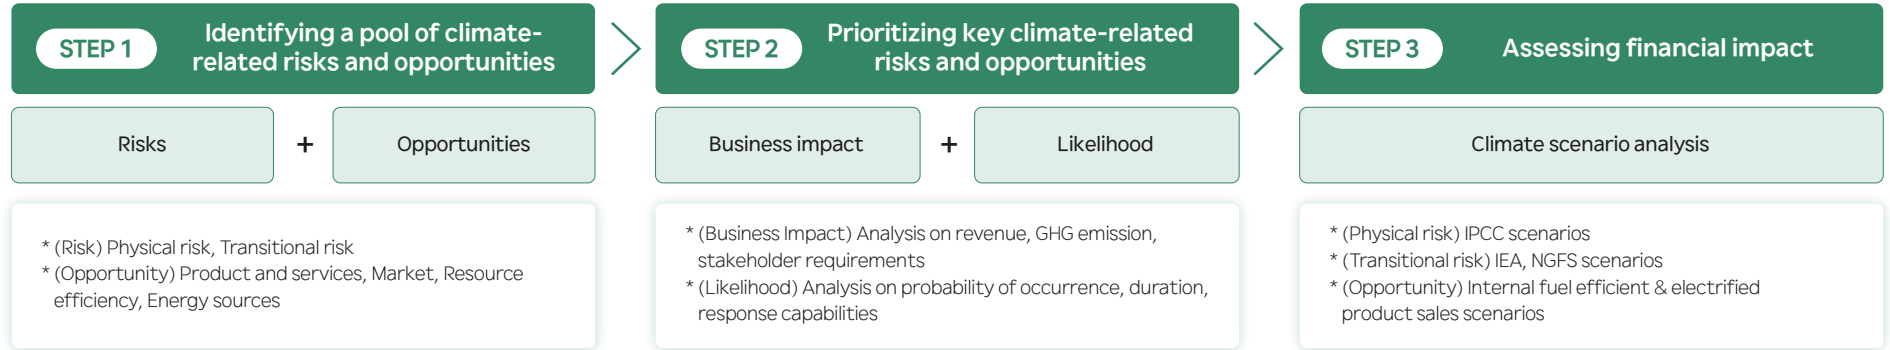 STEP 1
Identifying a pool of climate-
related risks and opportunities
Risks
+
Opportunities
* (Risk) Physical risk, Transitional risk
* (Opportunity) Product and services, Market, Resource
efficiency, Energy sources
STEP 2
Prioritizing key climate-related
risks and opportunities
Business impact
+
Likelihood
* (Business Impact) Analysis on revenue, GHG emission,
stakeholder requirements
* (Likelihood) Analysis on probability of occurrence, duration,
response capabilities
STEP 3
Assessing financial impact
Climate scenario analysis
* (Physical risk) IPCC scenarios
* (Transitional risk) IEA, NGFS scenarios
* (Opportunity) Internal fuel efficient & electrified
product sales scenarios